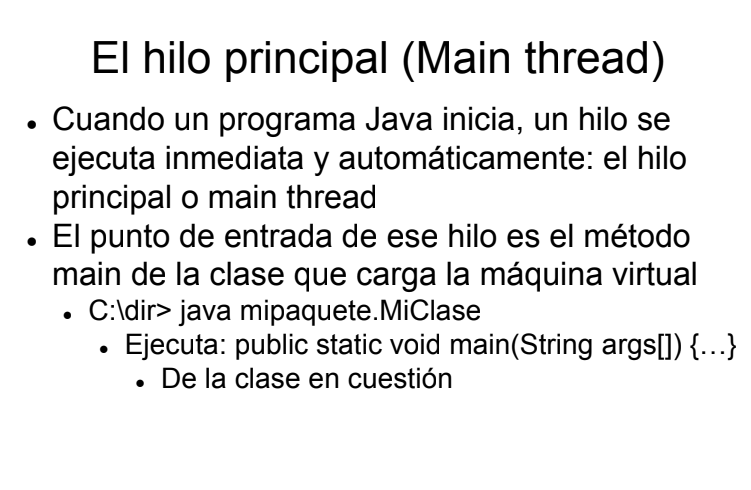 El hilo principal (Main thread)
● Cuando un programa Java inicia, un hilo se
ejecuta inmediata y automáticamente: el hilo
principal o main thread
● El punto de entrada de ese hilo es el método
main de la clase que carga la máquina virtual
● C:\dir> java mipaquete.MiClase
● Ejecuta: public static void main(String args[]) {…}
● De la clase en cuestión